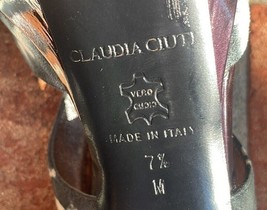 CLAUDIA CIUTI
VERO
CUOIO
MADE IN ITALY
7½
M